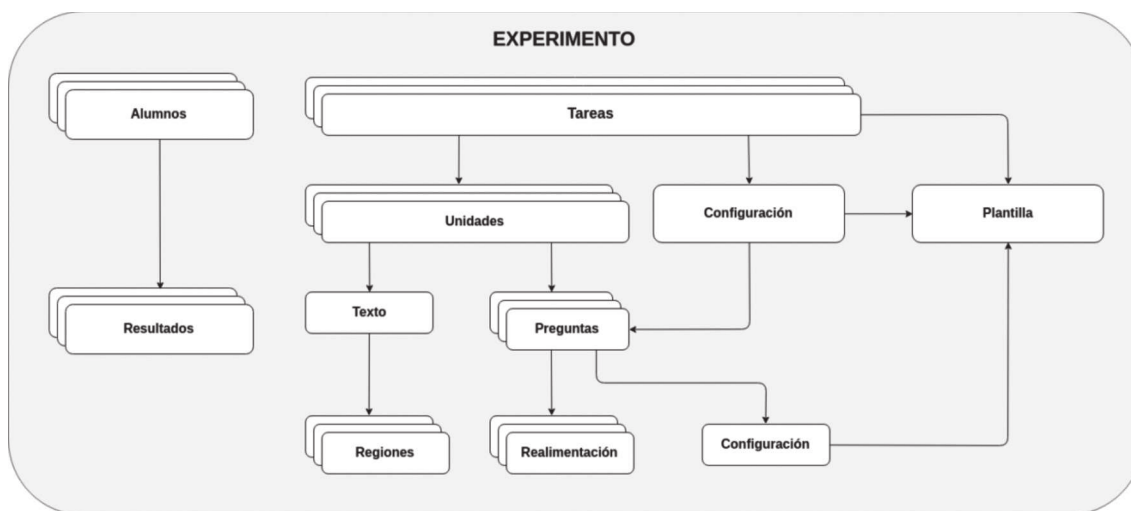 EXPERIMENTO
Alumnos
Tareas
Unidades
Configuración
Plantilla
Texto
Preguntas
Resultados
Regiones
Realimentación
Configuración